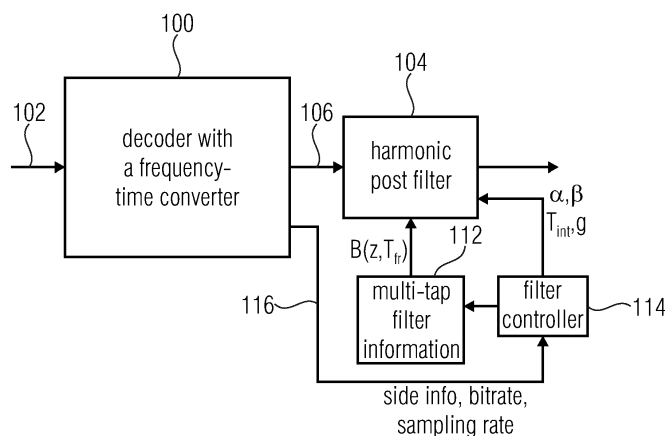 100
102
decoder with
a frequency-
time converter
106
104
harmonic
post filter
α,β
T_int,g
B(z,T_fr)
112
multi-tap
filter
information
filter
controller
114
116
side info, bitrate,
sampling rate